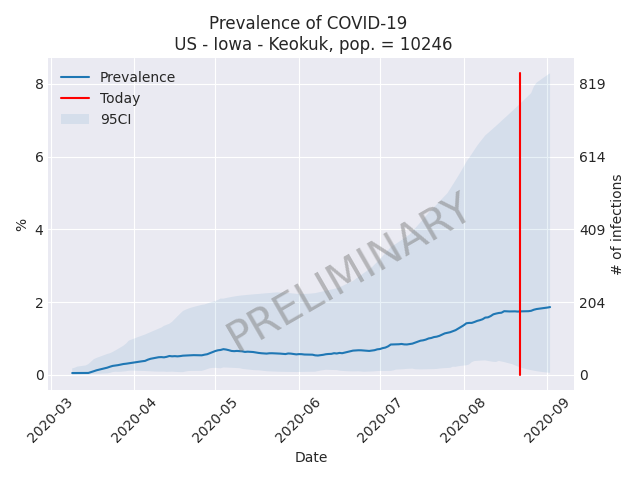 Prevalence of COVID-19
US - Iowa - Keokuk, pop. = 10246
Prevalence
Today
95CI
PRELIMINARY
%
8
6
4
2
0
819
614
409
204
0
# of infections
2020-03
2020-04
2020-05
2020-06
2020-07
2020-08
2020-09
Date